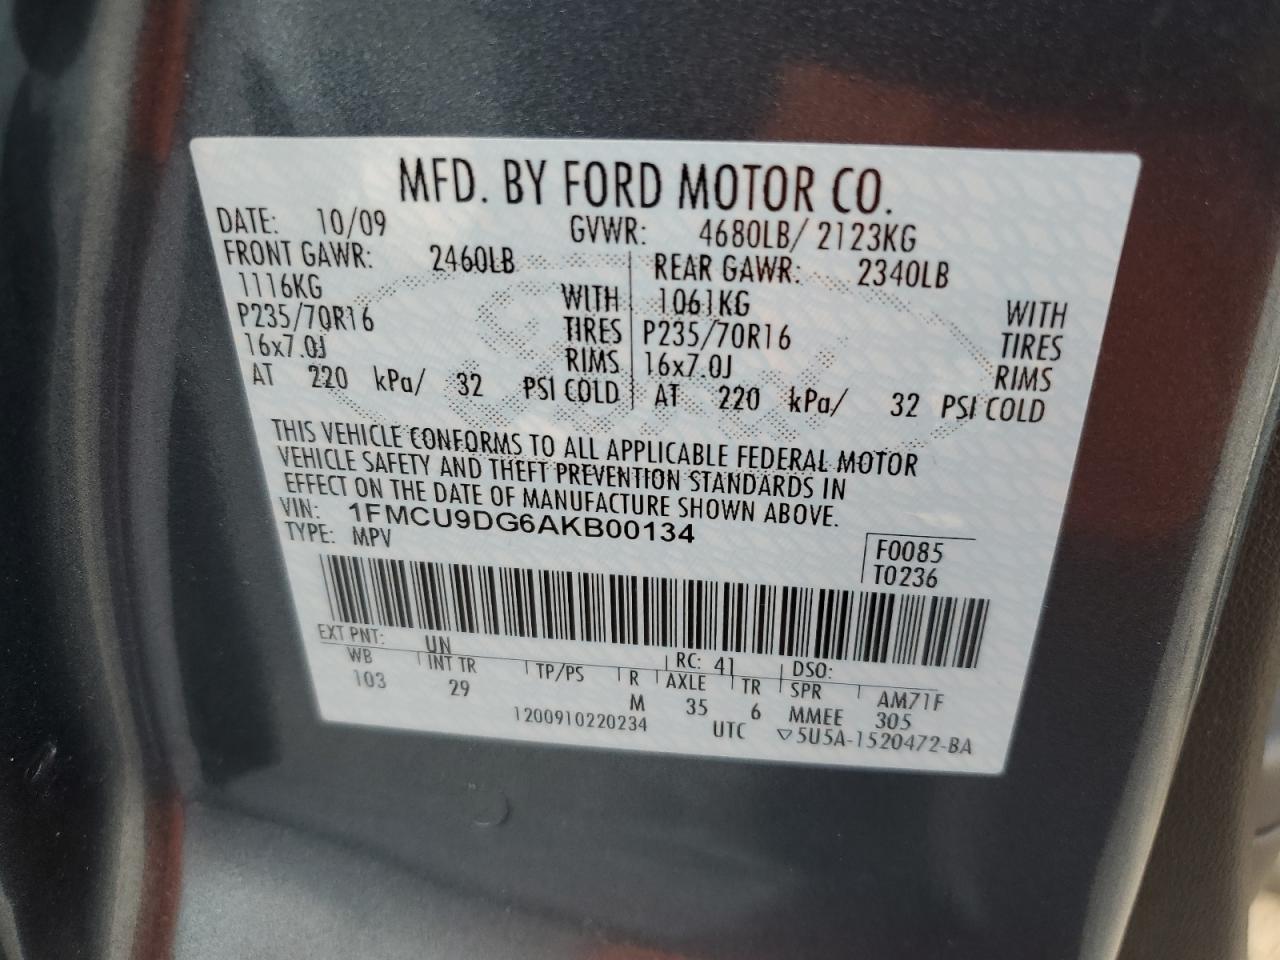 MFD. BY FORD MOTOR CO.
DATE: 10/09 GVWR: 4680LB/ 2123KG
FRONT GAWR: 2460LB REAR GAWR: 2340LB
1116KG WITH 1061KG WITH
P235/70R16 TIRES P235/70R16 TIRES
16x7.0J RIMS 16x7.0J RIMS
AT 220 kPa/ 32 PSI COLD AT 220 kPa/ 32 PSI COLD
THIS VEHICLE CONFORMS TO ALL APPLICABLE FEDERAL MOTOR
VEHICLE SAFETY AND THEFT PREVENTION STANDARDS IN
EFFECT ON THE DATE OF MANUFACTURE SHOWN ABOVE.
VIN: 1FMCU9DG6AKB00134
TYPE: MPV
F0085
T0236
EXT PNT: UN RC: 41 DSO:
WB INT TR TP/PS R AXLE TR SPR AM71F
103 29 M 35 6 MMEE 305
1200910220234 UTC ▽5U5A-1520472-BA